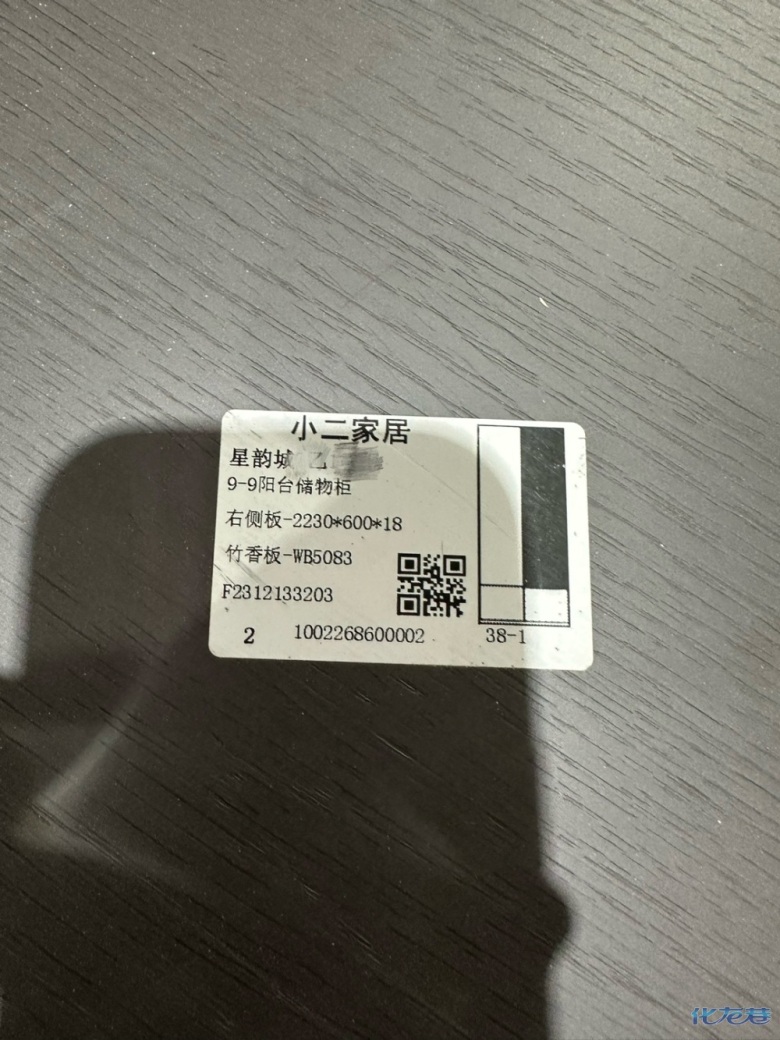 小二家居
星韵城
9-9阳台储物柜
右侧板-2230*600*18
竹香板-WB5083
F2312133203
2 1002268600002 38-1
化龙巷